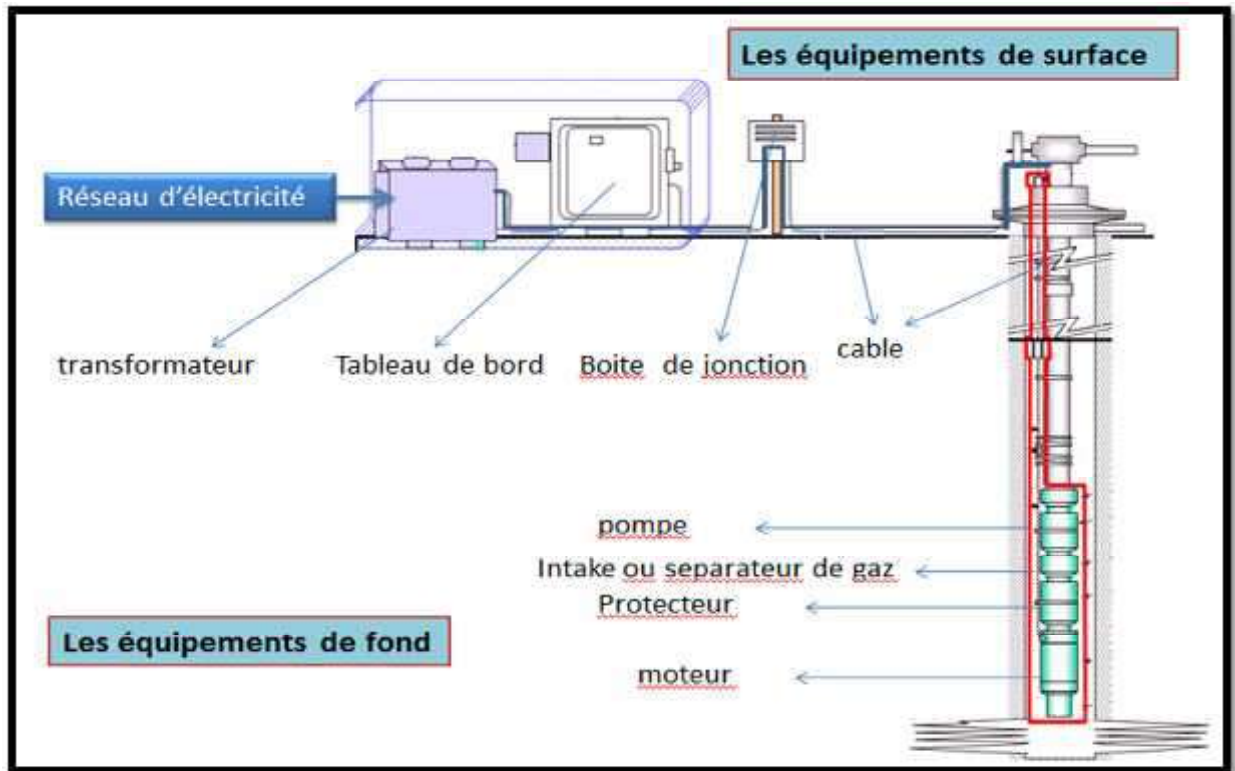 Les équipements de surface
Réseau d'électricité
transformateur
Tableau de bord
Boite de jonction
cable
pompe
Intake ou separateur de gaz
Protecteur
Les équipements de fond
moteur